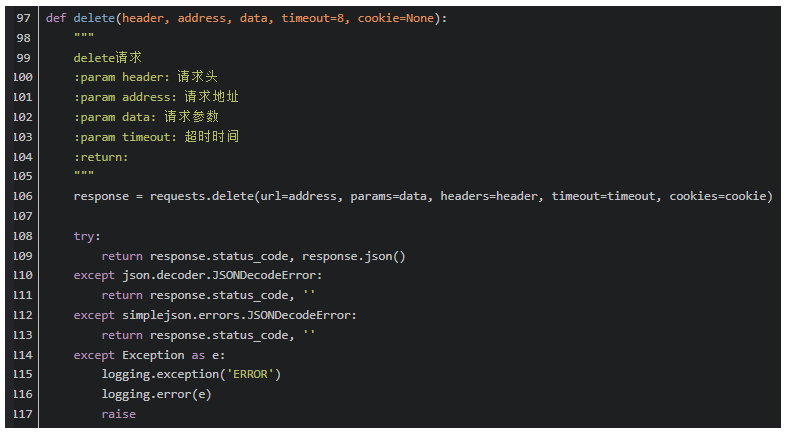 97 def delete(header, address, data, timeout=8, cookie=None):
98     """
99     delete请求
100     :param header: 请求头
101     :param address: 请求地址
102     :param data: 请求参数
103     :param timeout: 超时时间
104     :return:
105     """
106     response = requests.delete(url=address, params=data, headers=header, timeout=timeout, cookies=cookie)
107
108     try:
109         return response.status_code, response.json()
110     except json.decoder.JSONDecodeError:
111         return response.status_code, ''
112     except simplejson.errors.JSONDecodeError:
113         return response.status_code, ''
114     except Exception as e:
115         logging.exception('ERROR')
116         logging.error(e)
117         raise